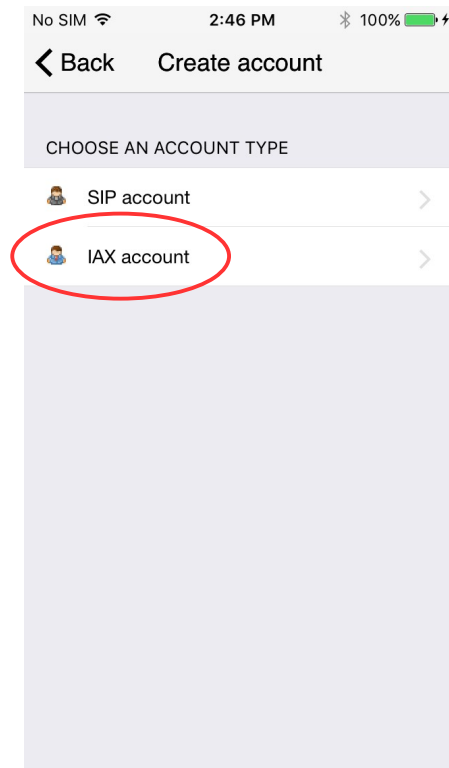 No SIM 2:46 PM 100%
Back Create account
CHOOSE AN ACCOUNT TYPE
SIP account
IAX account